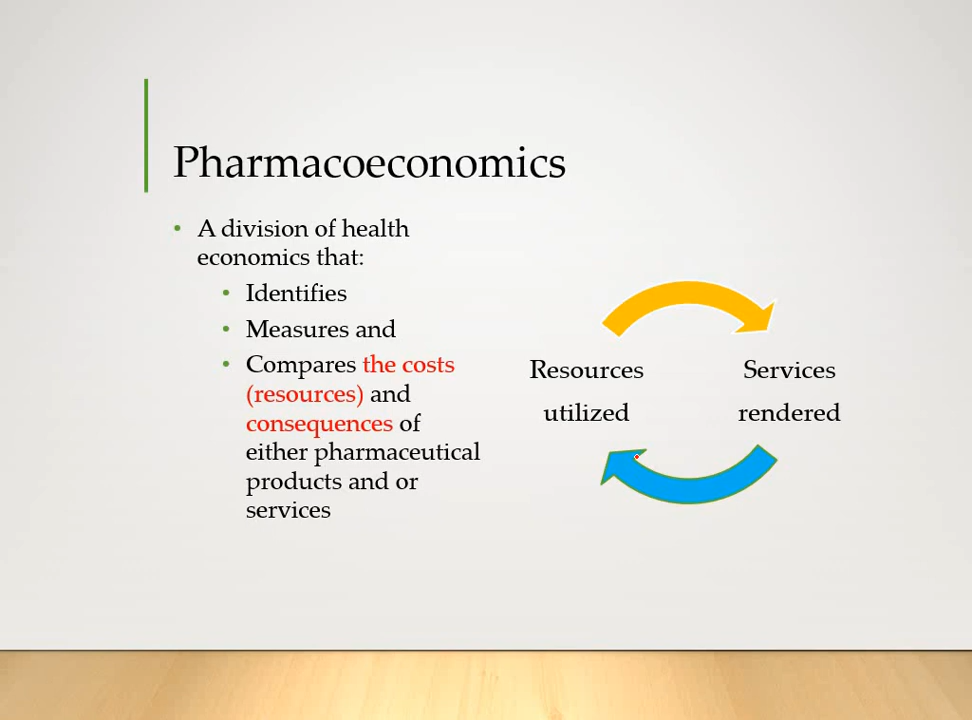 Pharmacoeconomics
• A division of health
economics that:
• Identifies
• Measures and
• Compares the costs
(resources) and
consequences of
either pharmaceutical
products and or
services
Resources
utilized
Services
rendered